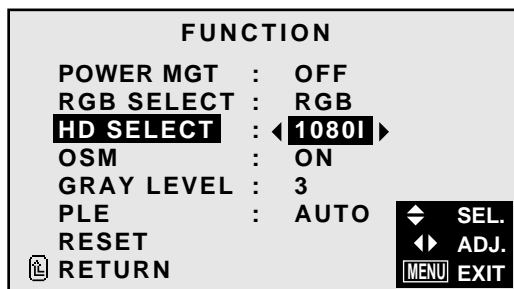 FUNCTION
POWER MGT : OFF
RGB SELECT : RGB
HD SELECT : 1080I
OSM : ON
GRAY LEVEL : 3
PLE : AUTO
RESET
RETURN
SEL.
ADJ.
MENU EXIT